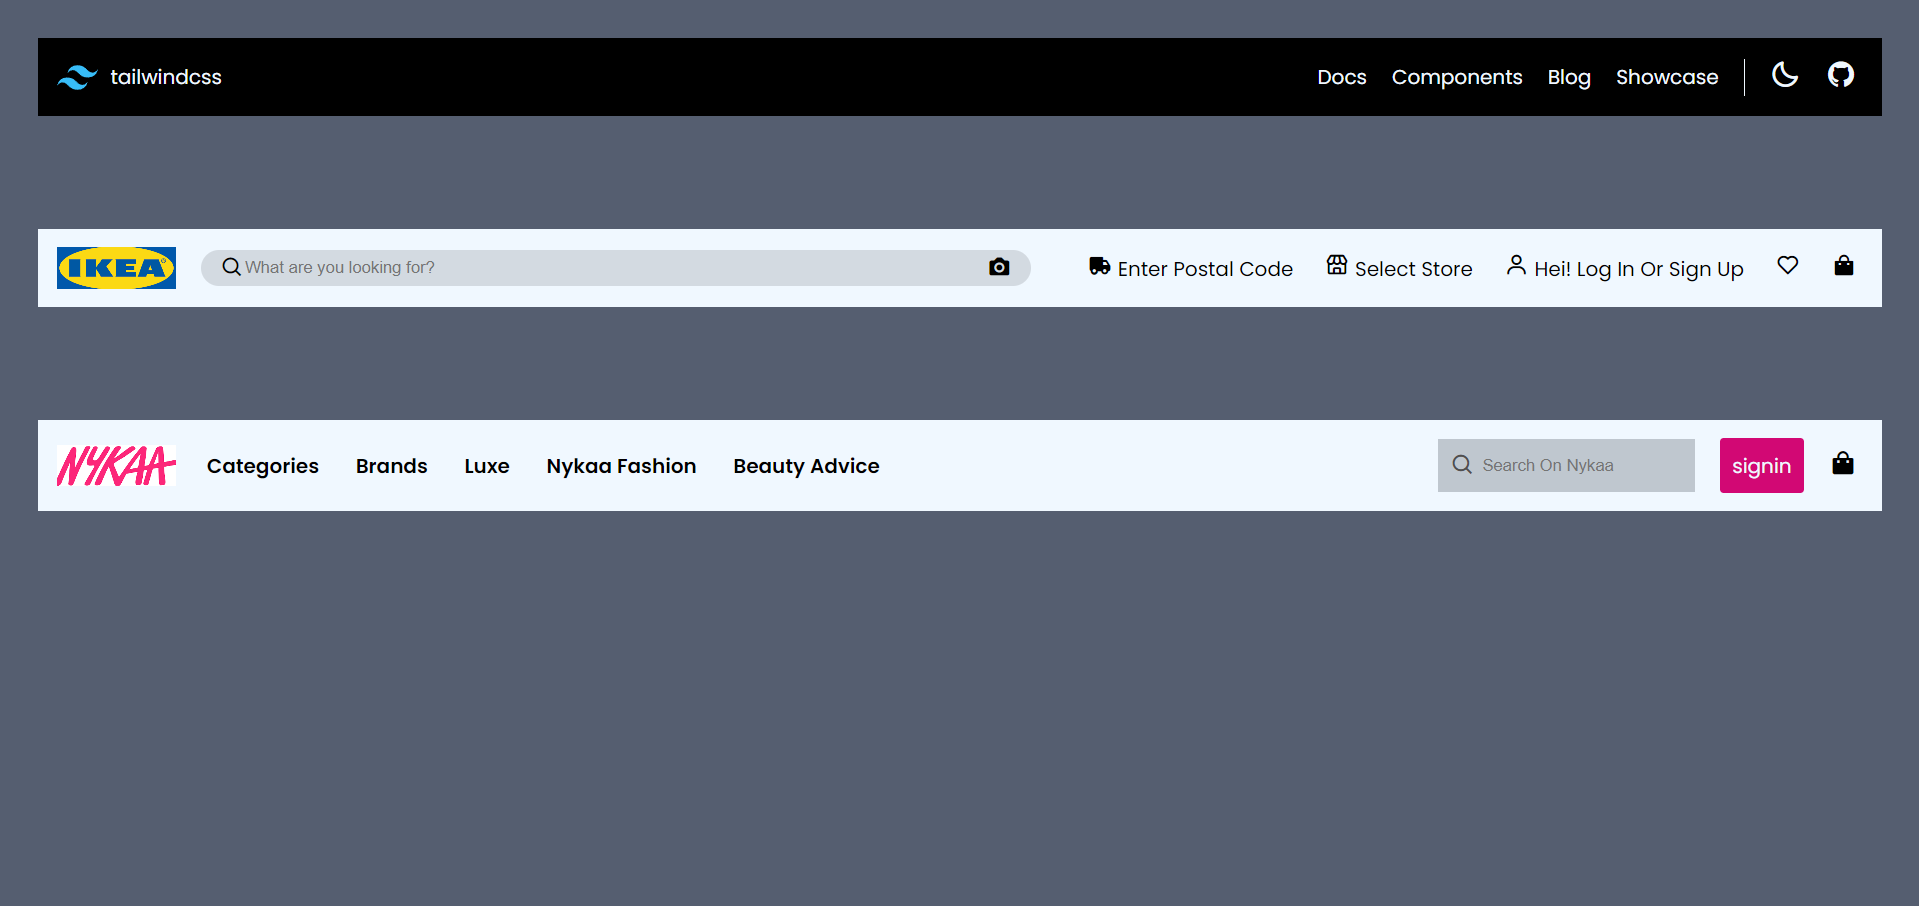 tailwindcss Docs Components Blog Showcase
IKEA What are you looking for? Enter Postal Code Select Store Hei! Log In Or Sign Up
NYKAA Categories Brands Luxe Nykaa Fashion Beauty Advice Search On Nykaa signin